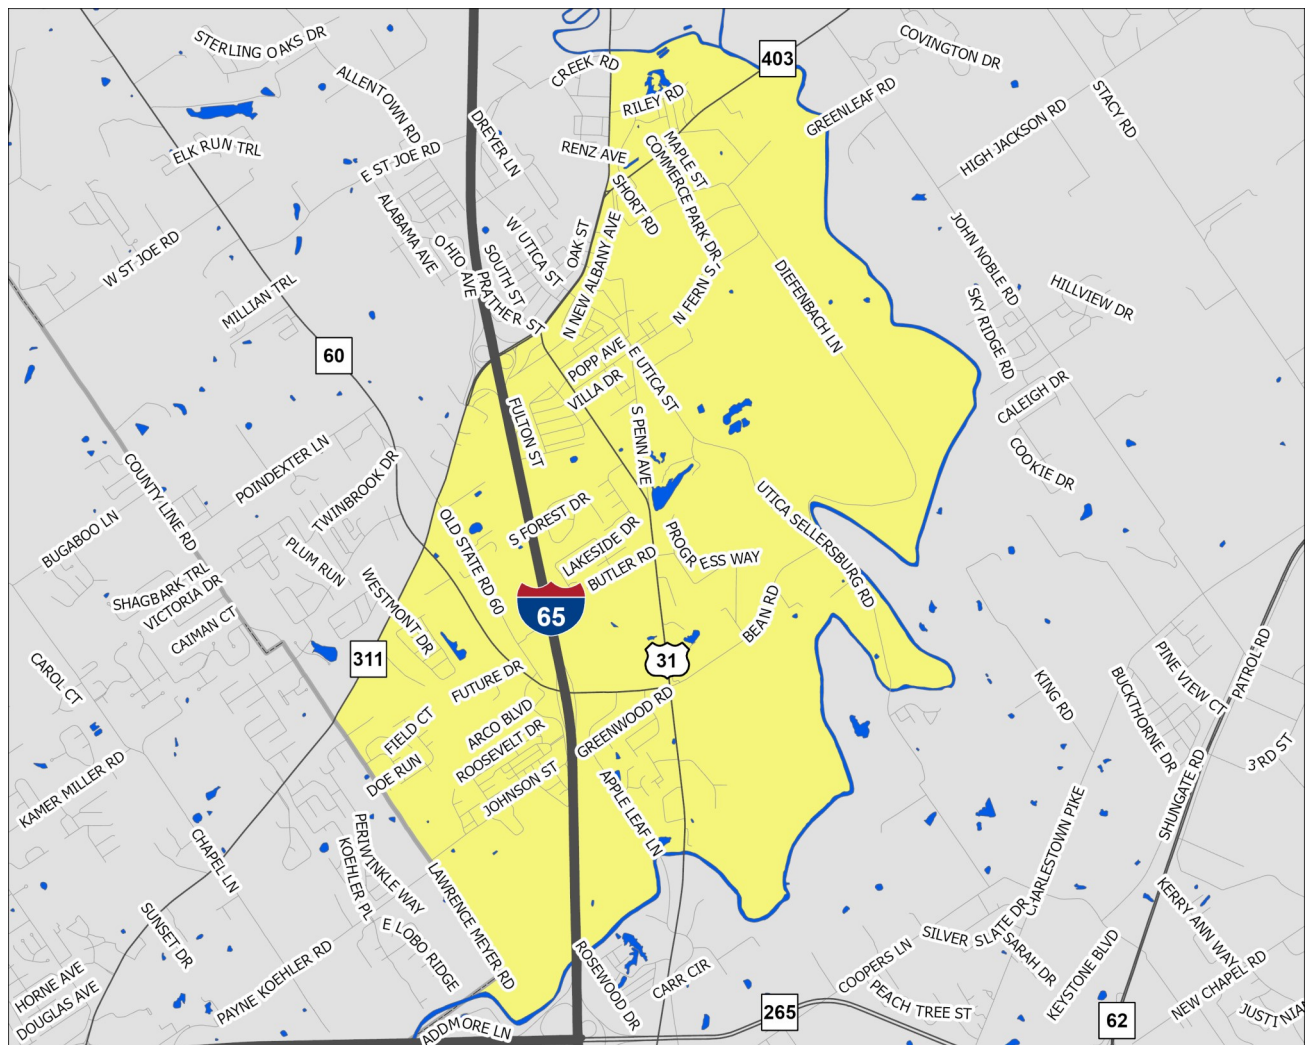 STERLING OAKS DR
ALLENTOWN RD
ELK RUN TRL
E ST JOE RD
DREYER LN
CREEK RD
RILEY RD
RENZ AVE
403
COVINGTON DR
GREENLEAF RD
STACY RD
HIGH JACKSON RD
MAPLE ST
COMMERCE PARK DR
SHORT RD
ALABAMA AVE
OHIO AVE
W UTICA ST
SOUTH ST
PRATHER ST
OAK ST
N NEW ALBANY AVE
W ST JOE RD
MILLIAN TRL
N FERN S
DIEFENBACH LN
JOHN NOBLE RD
SKY RIDGE RD
HILLVIEW DR
60
POPP AVE
VILLA DR
E UTICA ST
CALEIGH DR
COOKIE DR
FULTON ST
S PENN AVE
COUNTY LINE RD
POINDEXTER LN
TWINBROOK DR
BUGABOO LN
PLUM RUN
OLD STATE RD 60
S FOREST DR
LAKESIDE DR
BUTLER RD
PROGRESS WAY
UTICA SELLERSBURG RD
BEAN RD
SHAGBARK TRL
VICTORIA DR
CAIMAN CT
WESTMONT DR
65
31
311
CAROL CT
FUTURE DR
FIELD CT
DOE RUN
ARCO BLVD
ROOSEVELT DR
JOHNSON ST
GREENWOOD RD
APPLE LEAF LN
KING RD
PINE VIEW CT
BUCKTHORNE DR
PATROL RD
3RD ST
SHUNGATE RD
CHARLESTOWN PIKE
KAMER MILLER RD
CHAPEL LN
PERIWINKLE WAY
KOEHLER PL
LAWRENCE MEYER RD
E LOBO RIDGE
SUNSET DR
PAYNE KOEHLER RD
HORNE AVE
DOUGLAS AVE
ADDMORE LN
ROSEWOOD DR
CARR CIR
265
COOPERS LN
PEACH TREE ST
SILVER SLATE DR
SARAH DR
KEYSTONE BLVD
KERRY ANN WAY
NEW CHAPEL RD
JUSTINIA
62